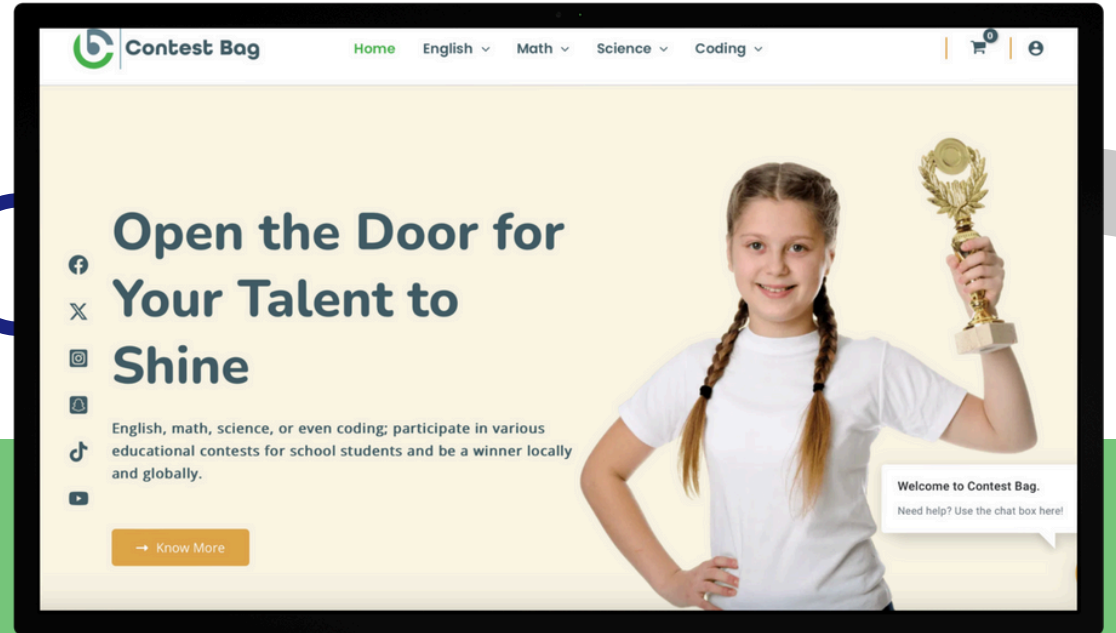 Contest Bag
Home English Math Science Coding
0
Open the Door for
Your Talent to
Shine
English, math, science, or even coding; participate in various
educational contests for school students and be a winner locally
and globally.
→ Know More
Welcome to Contest Bag.
Need help? Use the chat box here!